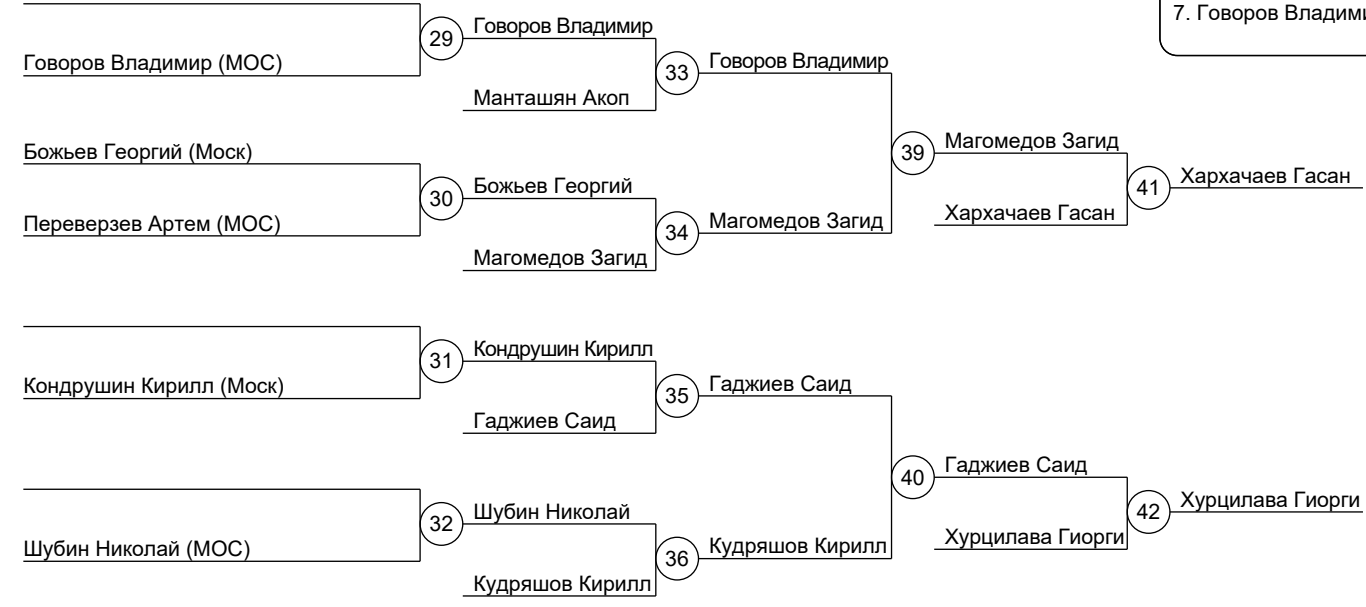 7. Говоров Владими
Говоров Владимир (МОС)
29
Говоров Владимир
Манташян Акоп
33
Говоров Владимир
Божьев Георгий (Моск)
Переверзев Артем (МОС)
30
Божьев Георгий
Магомедов Загид
34
Магомедов Загид
39
Магомедов Загид
Хархачаев Гасан
41
Хархачаев Гасан
Кондрушин Кирилл (Моск)
31
Кондрушин Кирилл
Гаджиев Саид
35
Гаджиев Саид
Шубин Николай (МОС)
32
Шубин Николай
Кудряшов Кирилл
36
Кудряшов Кирилл
40
Гаджиев Саид
Хурцилава Гиорги
42
Хурцилава Гиорги